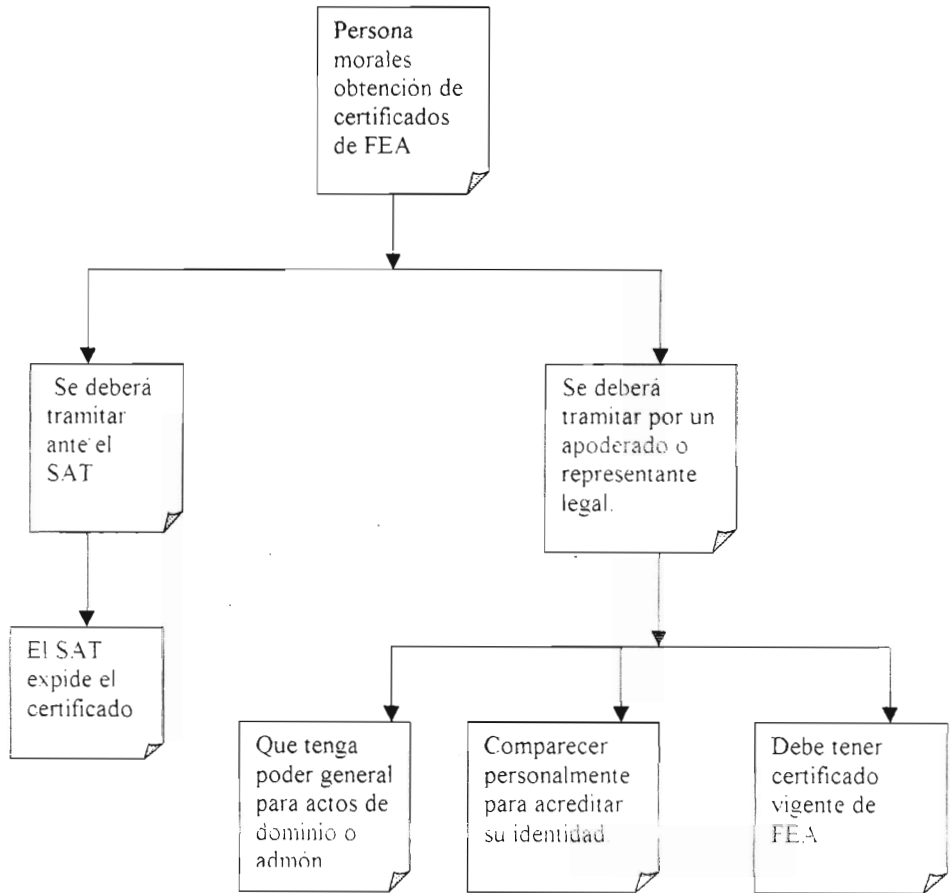 Persona
morales
obtención de
certificados
de FEA
Se deberá
tramitar
ante el
SAT
Se deberá
tramitar por un
apoderado o
representante
legal.
El SAT
expide el
certificado
Que tenga
poder general
para actos de
dominio o
admón
Comparecer
personalmente
para acreditar
su identidad.
Debe tener
certificado
vigente de
FEA